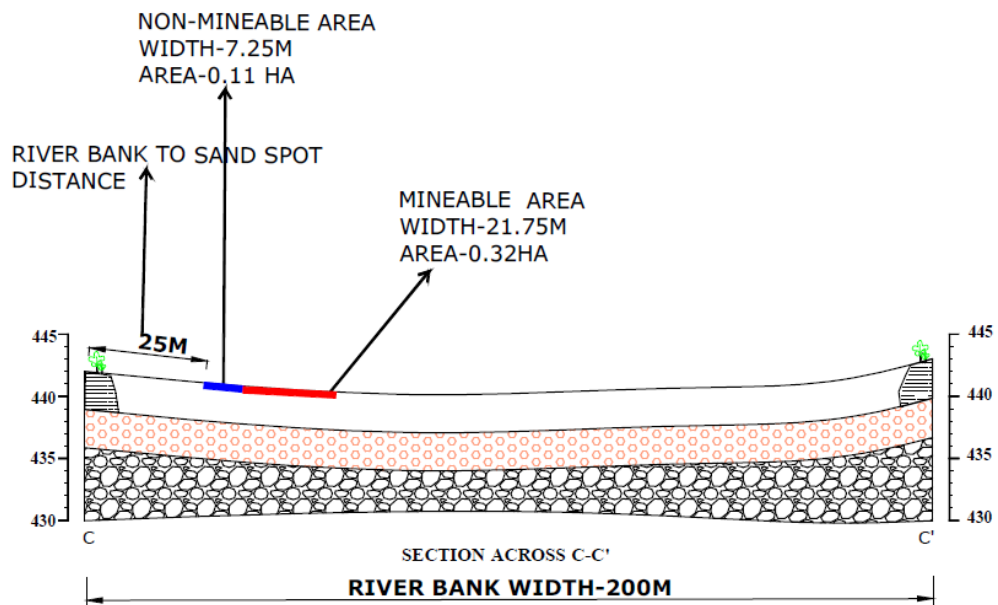 NON-MINEABLE AREA
WIDTH-7.25M
AREA-0.11 HA
RIVER BANK TO SAND SPOT
DISTANCE
MINEABLE AREA
WIDTH-21.75M
AREA-0.32HA
25M
445
445
440
440
435
435
430
430
C
C'
SECTION ACROSS C-C'
RIVER BANK WIDTH-200M